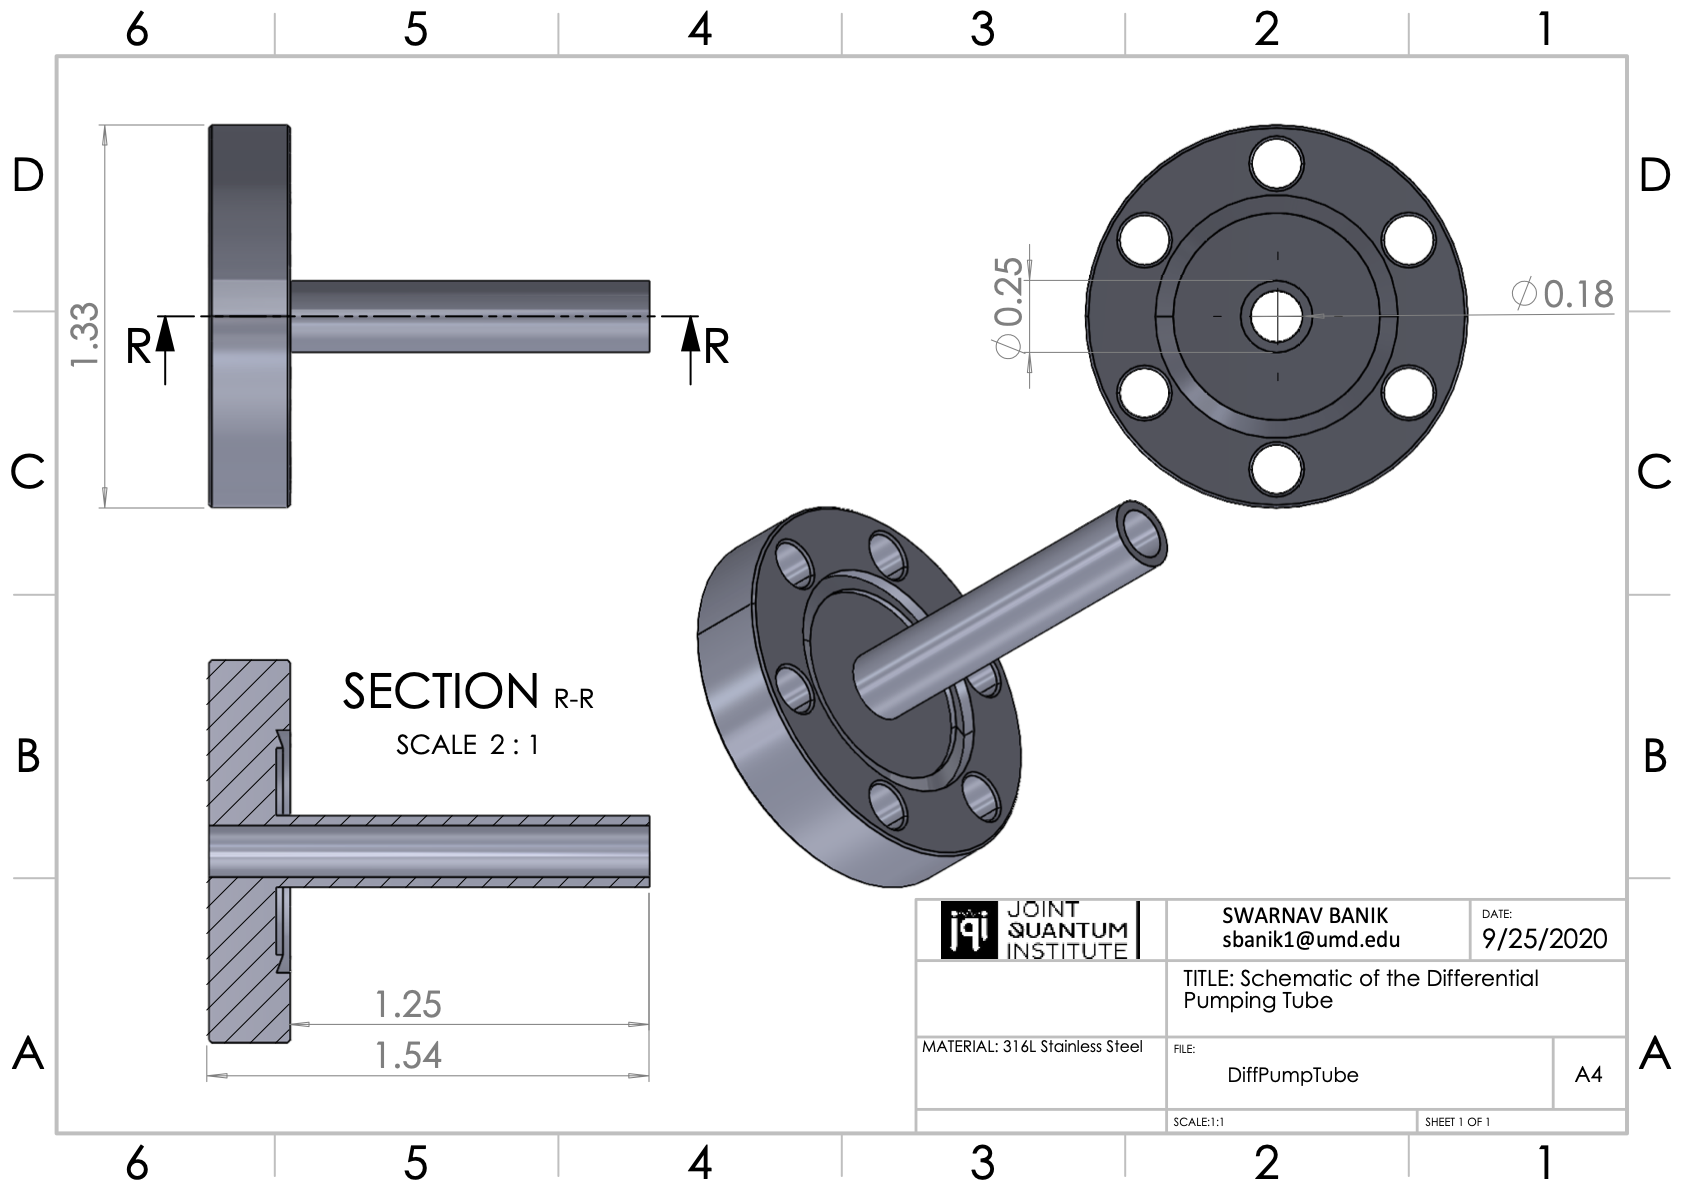 6 5 4 3 2 1
D D
1.33
R R
⌀ 0.25
⌀ 0.18
C C
SECTION R-R
SCALE 2 : 1
B B
1.25
1.54
A A
jqi JOINT
QUANTUM
INSTITUTE
SWARNAV BANIK
sbanik1@umd.edu
DATE:
9/25/2020
TITLE: Schematic of the Differential
Pumping Tube
MATERIAL: 316L Stainless Steel
FILE:
DiffPumpTube
A4
SCALE:1:1
SHEET 1 OF 1
6 5 4 3 2 1